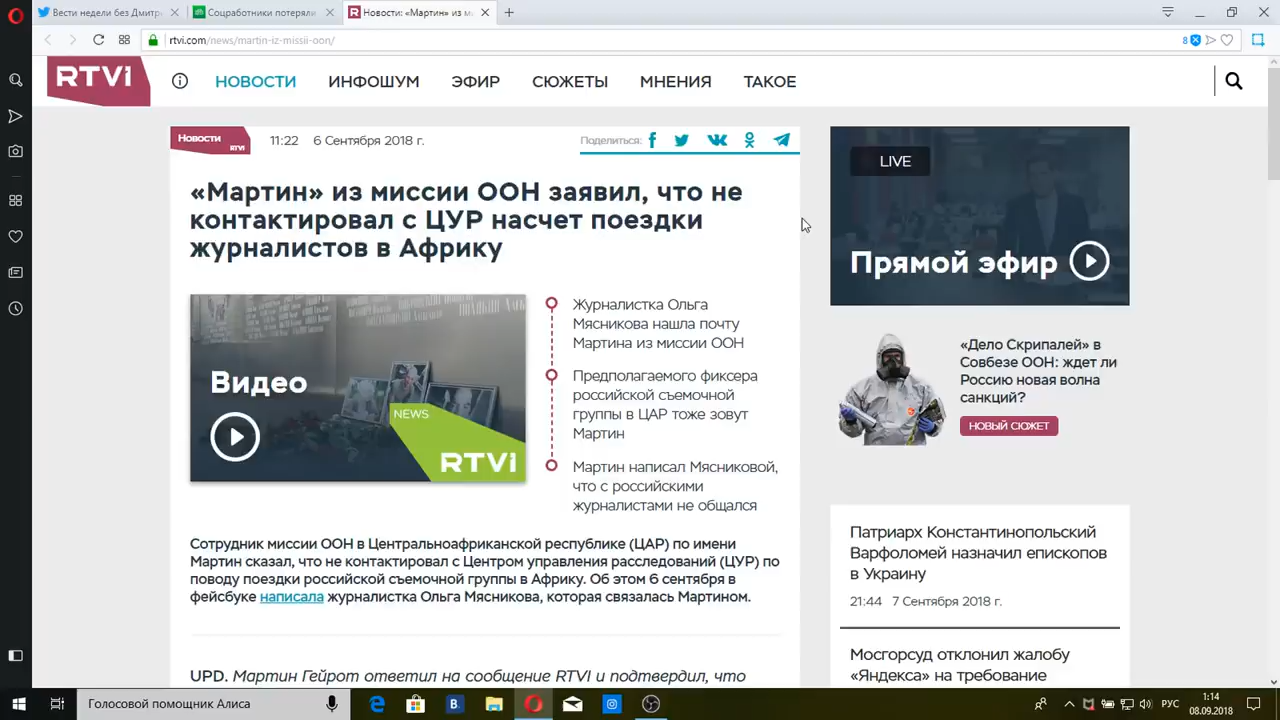 Вести недели без Дмитр
Соцработники потеряли
Новости: «Мартин» из ми
rtvi.com/news/martin-iz-missii-oon/
8
RTVi
НОВОСТИ
ИНФОШУМ
ЭФИР
СЮЖЕТЫ
МНЕНИЯ
ТАКОЕ
Новости
RTVi
11:22 6 Сентября 2018 г.
Поделиться:
«Мартин» из миссии ООН заявил, что не
контактировал с ЦУР насчет поездки
журналистов в Африку
Видео
NEWS
RTVi
Журналистка Ольга
Мясникова нашла почту
Мартина из миссии ООН
Предполагаемого фиксера
российской съемочной
группы в ЦАР тоже зовут
Мартин
Мартин написал Мясниковой,
что с российскими
журналистами не общался
Сотрудник миссии ООН в Центральноафриканской республике (ЦАР) по имени
Мартин сказал, что не контактировал с Центром управления расследований (ЦУР) по
поводу поездки российской съемочной группы в Африку. Об этом 6 сентября в
фейсбуке написала журналистка Ольга Мясникова, которая связалась Мартином.
UPD. Мартин Гейрот ответил на сообщение RTVI и подтвердил, что
LIVE
Прямой эфир
«Дело Скрипалей» в
Совбезе ООН: ждет ли
Россию новая волна
санкций?
НОВЫЙ СЮЖЕТ
Патриарх Константинопольский
Варфоломей назначил епископов
в Украину
21:44 7 Сентября 2018 г.
Мосгорсуд отклонил жалобу
«Яндекса» на требование
Голосовой помощник Алиса
РУС
1:14
08.09.2018